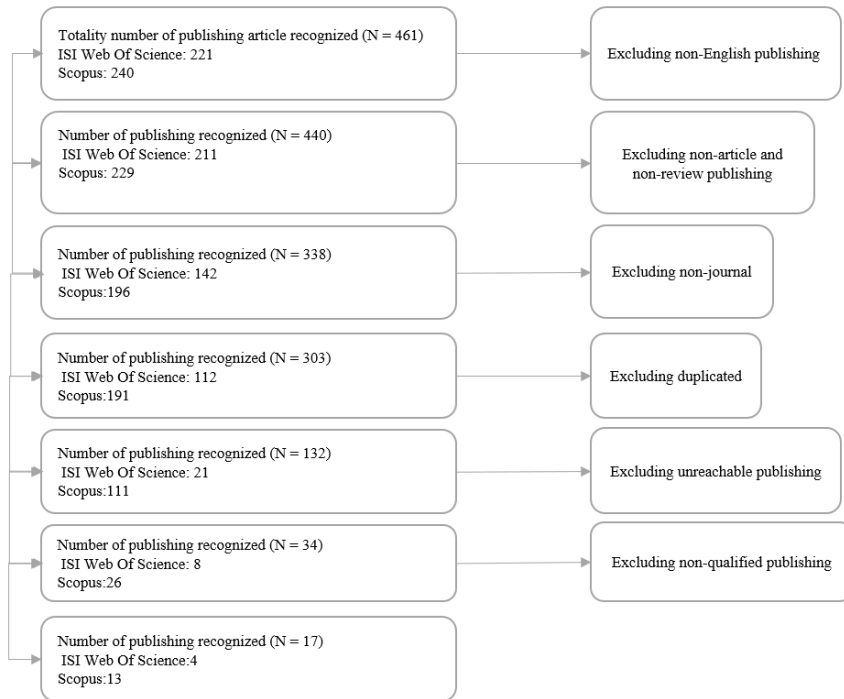 Totality number of publishing article recognized (N = 461)
ISI Web Of Science: 221
Scopus: 240
Excluding non-English publishing
Number of publishing recognized (N = 440)
ISI Web Of Science: 211
Scopus: 229
Excluding non-article and
non-review publishing
Number of publishing recognized (N = 338)
ISI Web Of Science: 142
Scopus:196
Excluding non-journal
Number of publishing recognized (N = 303)
ISI Web Of Science: 112
Scopus:191
Excluding duplicated
Number of publishing recognized (N = 132)
ISI Web Of Science: 21
Scopus:111
Excluding unreachable publishing
Number of publishing recognized (N = 34)
ISI Web Of Science: 8
Scopus:26
Excluding non-qualified publishing
Number of publishing recognized (N = 17)
ISI Web Of Science:4
Scopus:13